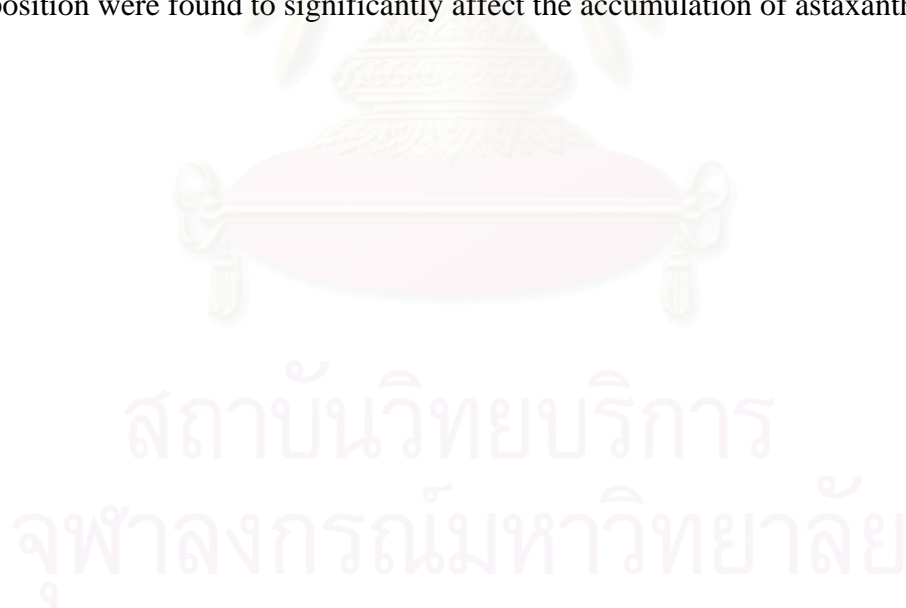 position were found to significantly affect the accumulation of astaxanth
สถาบันวิทยบริการ
จุฬาลงกรณ์มหาวิทยาลัย